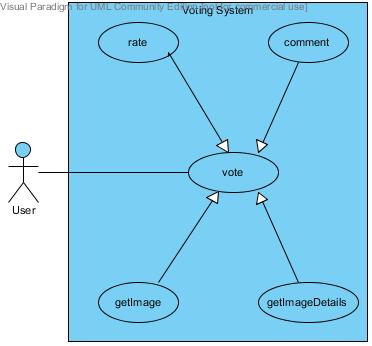 Visual Paradigm for UML Community Edition [not for commercial use]
Voting System
rate
comment
vote
User
getImage
getImageDetails